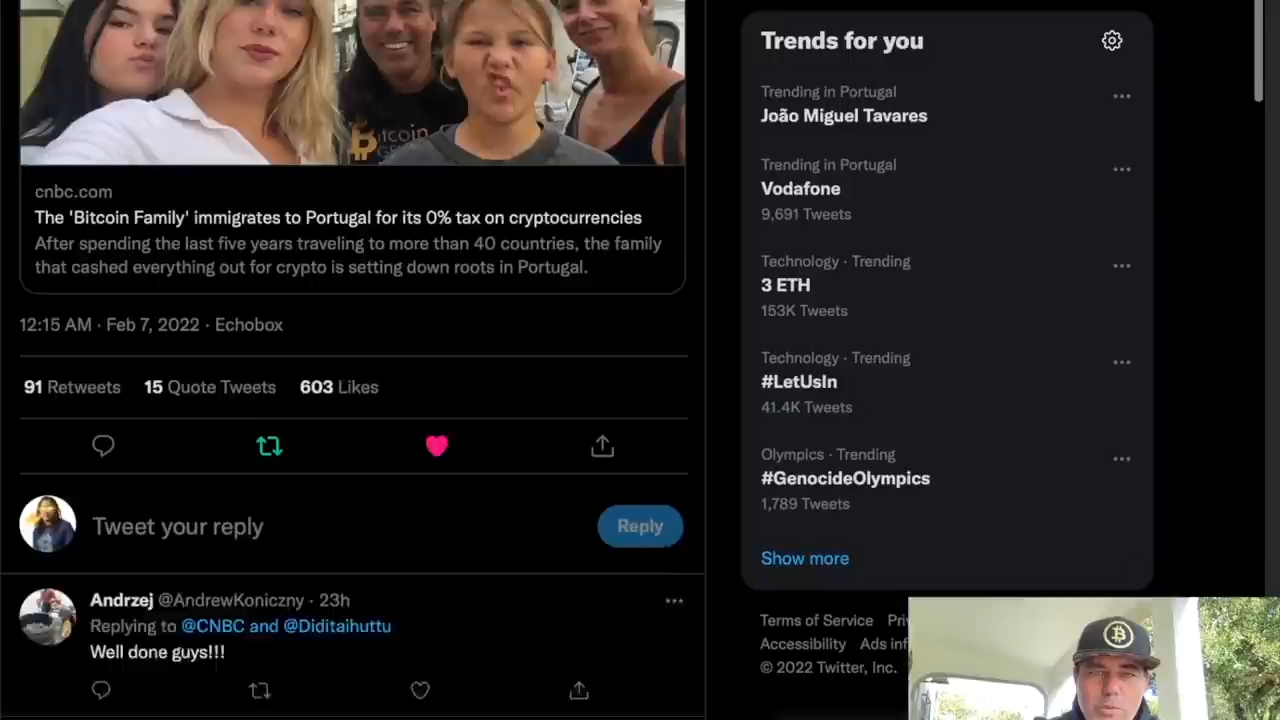 Bitcoin
cnbc.com
The 'Bitcoin Family' immigrates to Portugal for its 0% tax on cryptocurrencies
After spending the last five years traveling to more than 40 countries, the family
that cashed everything out for crypto is setting down roots in Portugal.
12:15 AM · Feb 7, 2022 · Echobox
91 Retweets 15 Quote Tweets 603 Likes
Tweet your reply
Reply
Andrzej @AndrewKoniczny · 23h
Replying to @CNBC and @Diditaihuttu
Well done guys!!!
Trends for you
Trending in Portugal
João Miguel Tavares
Trending in Portugal
Vodafone
9,691 Tweets
Technology · Trending
3 ETH
153K Tweets
Technology · Trending
#LetUsIn
41.4K Tweets
Olympics · Trending
#GenocideOlympics
1,789 Tweets
Show more
Terms of Service
Accessibility Ads
© 2022 Twitter, Inc.